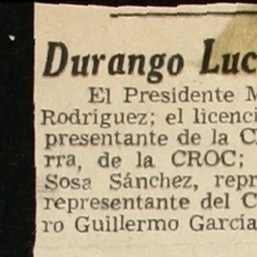 Durango Luc
El Presidente M
Rodríguez; el licenci
presentante de la C
rra, de la CROC;
Sosa Sánchez, repr
representante del C
ro Guillermo García